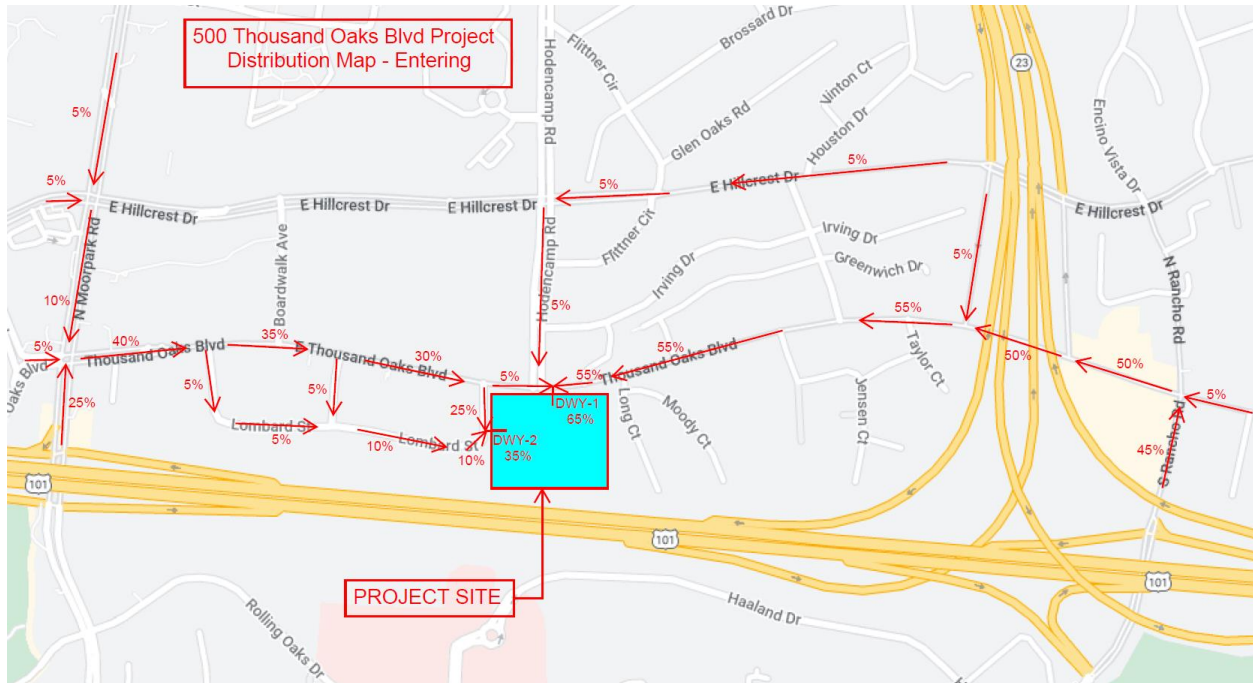 500 Thousand Oaks Blvd Project
Distribution Map - Entering
Hodencamp Rd
Flittner Cir
Brossard Dr
23
Vinton Ct
Encino Vista Dr
5%
Glen Oaks Rd
Houston Dr
5%
5%
5%
E Hillcrest Dr
E Hillcrest Dr
E Hillcrest Dr
E Hillcrest Dr
E Hillcrest Dr
N Moorpark Rd
Boardwalk Ave
Hodencamp Rd
Flittner Cir
Irving Dr
Irving Dr
Greenwich Dr
5%
N Rancho Rd
10%
5%
55%
5%
40%
35%
Thousand Oaks Blvd
E Thousand Oaks Blvd
30%
55%
50%
50%
Oaks Blvd
Thousand Oaks Blvd
Taylor Ct
5%
5%
5%
55%
5%
25%
25%
DWY-1
65%
Long Ct
Moody Ct
Jensen Ct
S Rancho Rd
Lombard St
5%
10%
Lombard St
10%
DWY-2
35%
45%
101
101
101
PROJECT SITE
Haaland Dr
Rolling Oaks Dr